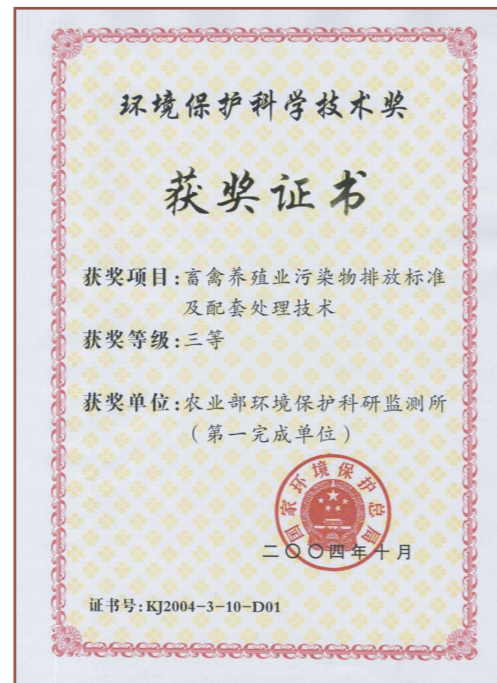 环境保护科学技术奖
获奖证书
获奖项目:畜禽养殖业污染物排放标准
及配套处理技术
获奖等级:三等
获奖单位:农业部环境保护科研监测所
(第一完成单位)
国家环境保护总局
二〇〇四年十月
证书号:KJ2004-3-10-D01